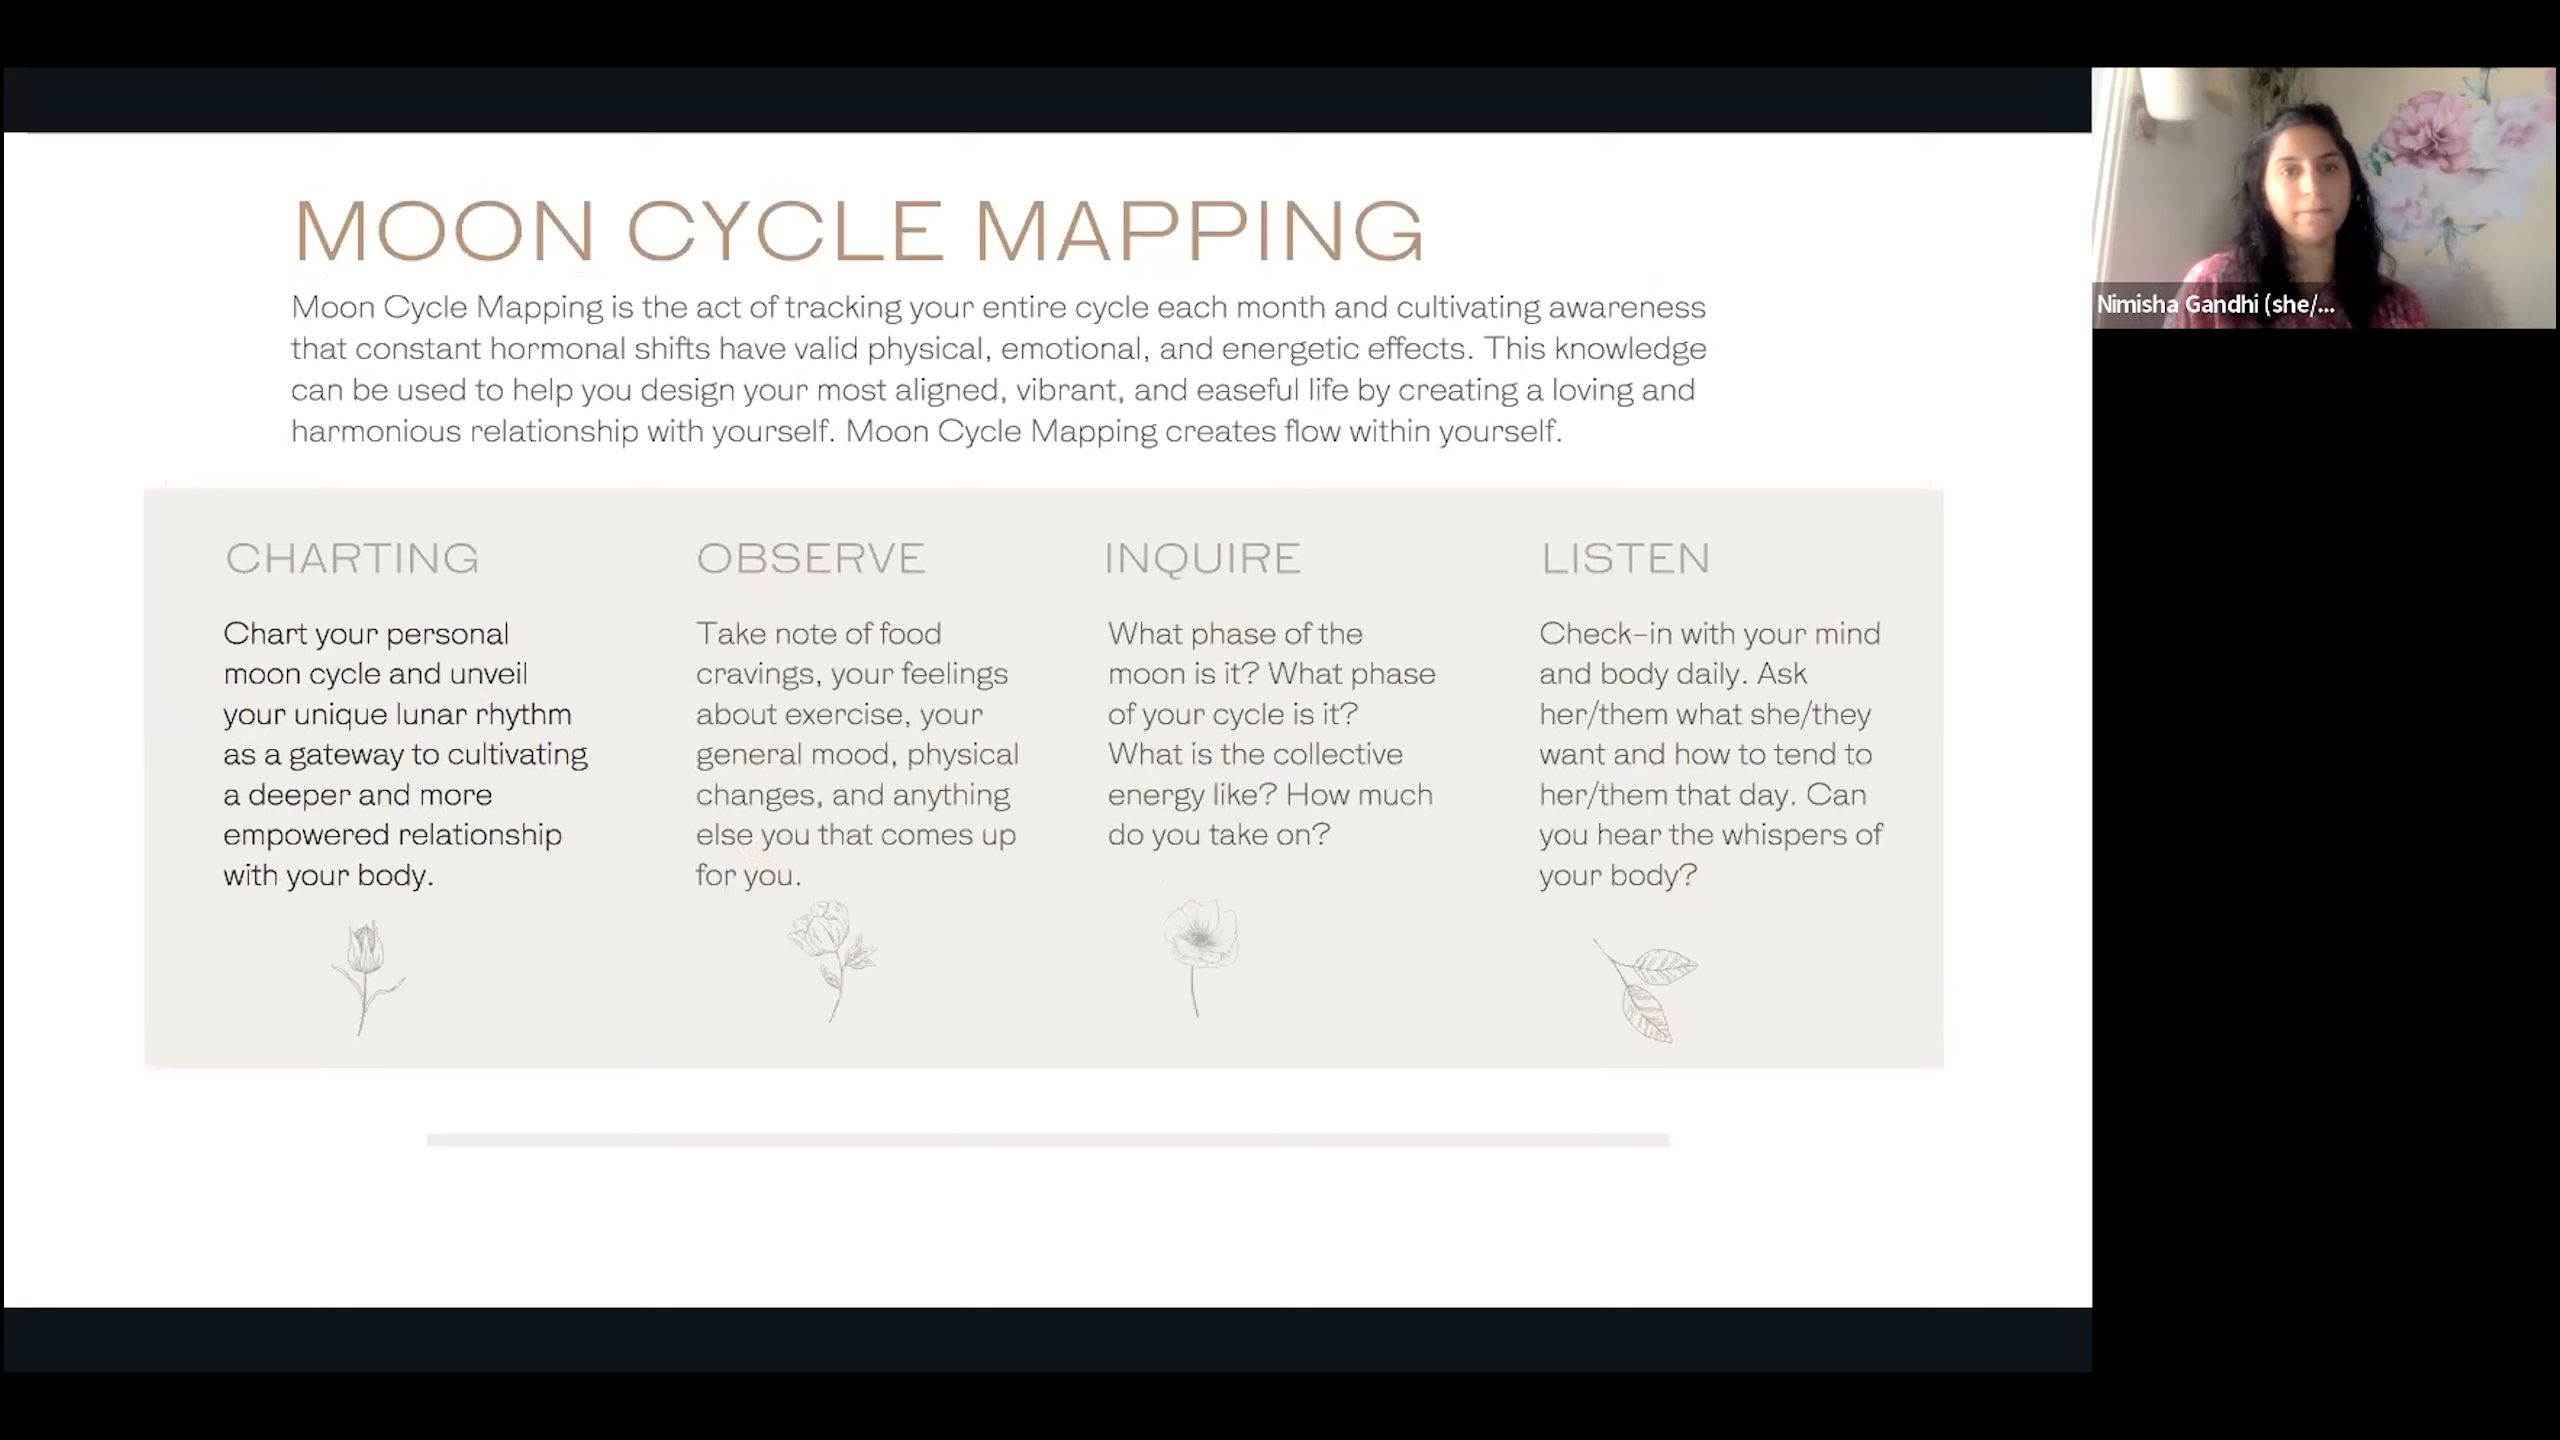 MOON CYCLE MAPPING
Moon Cycle Mapping is the act of tracking your entire cycle each month and cultivating awareness
that constant hormonal shifts have valid physical, emotional, and energetic effects. This knowledge
can be used to help you design your most aligned, vibrant, and easeful life by creating a loving and
harmonious relationship with yourself. Moon Cycle Mapping creates flow within yourself.
CHARTING
Chart your personal
moon cycle and unveil
your unique lunar rhythm
as a gateway to cultivating
a deeper and more
empowered relationship
with your body.
OBSERVE
Take note of food
cravings, your feelings
about exercise, your
general mood, physical
changes, and anything
else you that comes up
for you.
INQUIRE
What phase of the
moon is it? What phase
of your cycle is it?
What is the collective
energy like? How much
do you take on?
LISTEN
Check-in with your mind
and body daily. Ask
her/them what she/they
want and how to tend to
her/them that day. Can
you hear the whispers of
your body?
Nimisha Gandhi (she/...